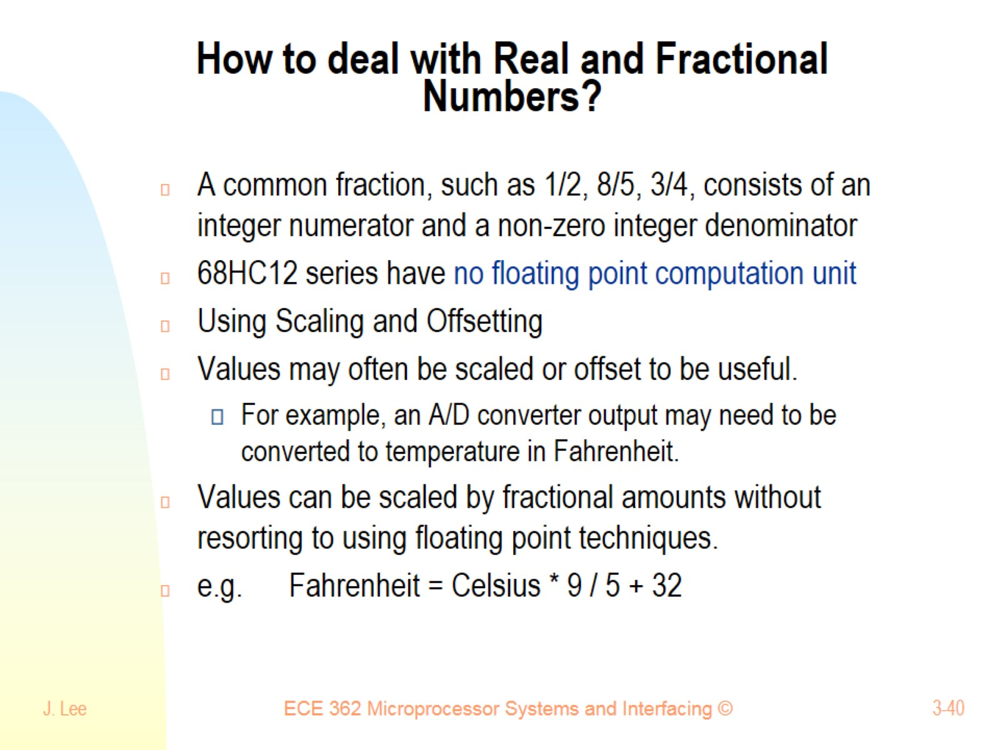 How to deal with Real and Fractional
Numbers?
A common fraction, such as 1/2, 8/5, 3/4, consists of an
integer numerator and a non-zero integer denominator
68HC12 series have no floating point computation unit
Using Scaling and Offsetting
Values may often be scaled or offset to be useful.
For example, an A/D converter output may need to be
converted to temperature in Fahrenheit.
Values can be scaled by fractional amounts without
resorting to using floating point techniques.
e.g. Fahrenheit = Celsius * 9 / 5 + 32
J. Lee
ECE 362 Microprocessor Systems and Interfacing ©
3-40